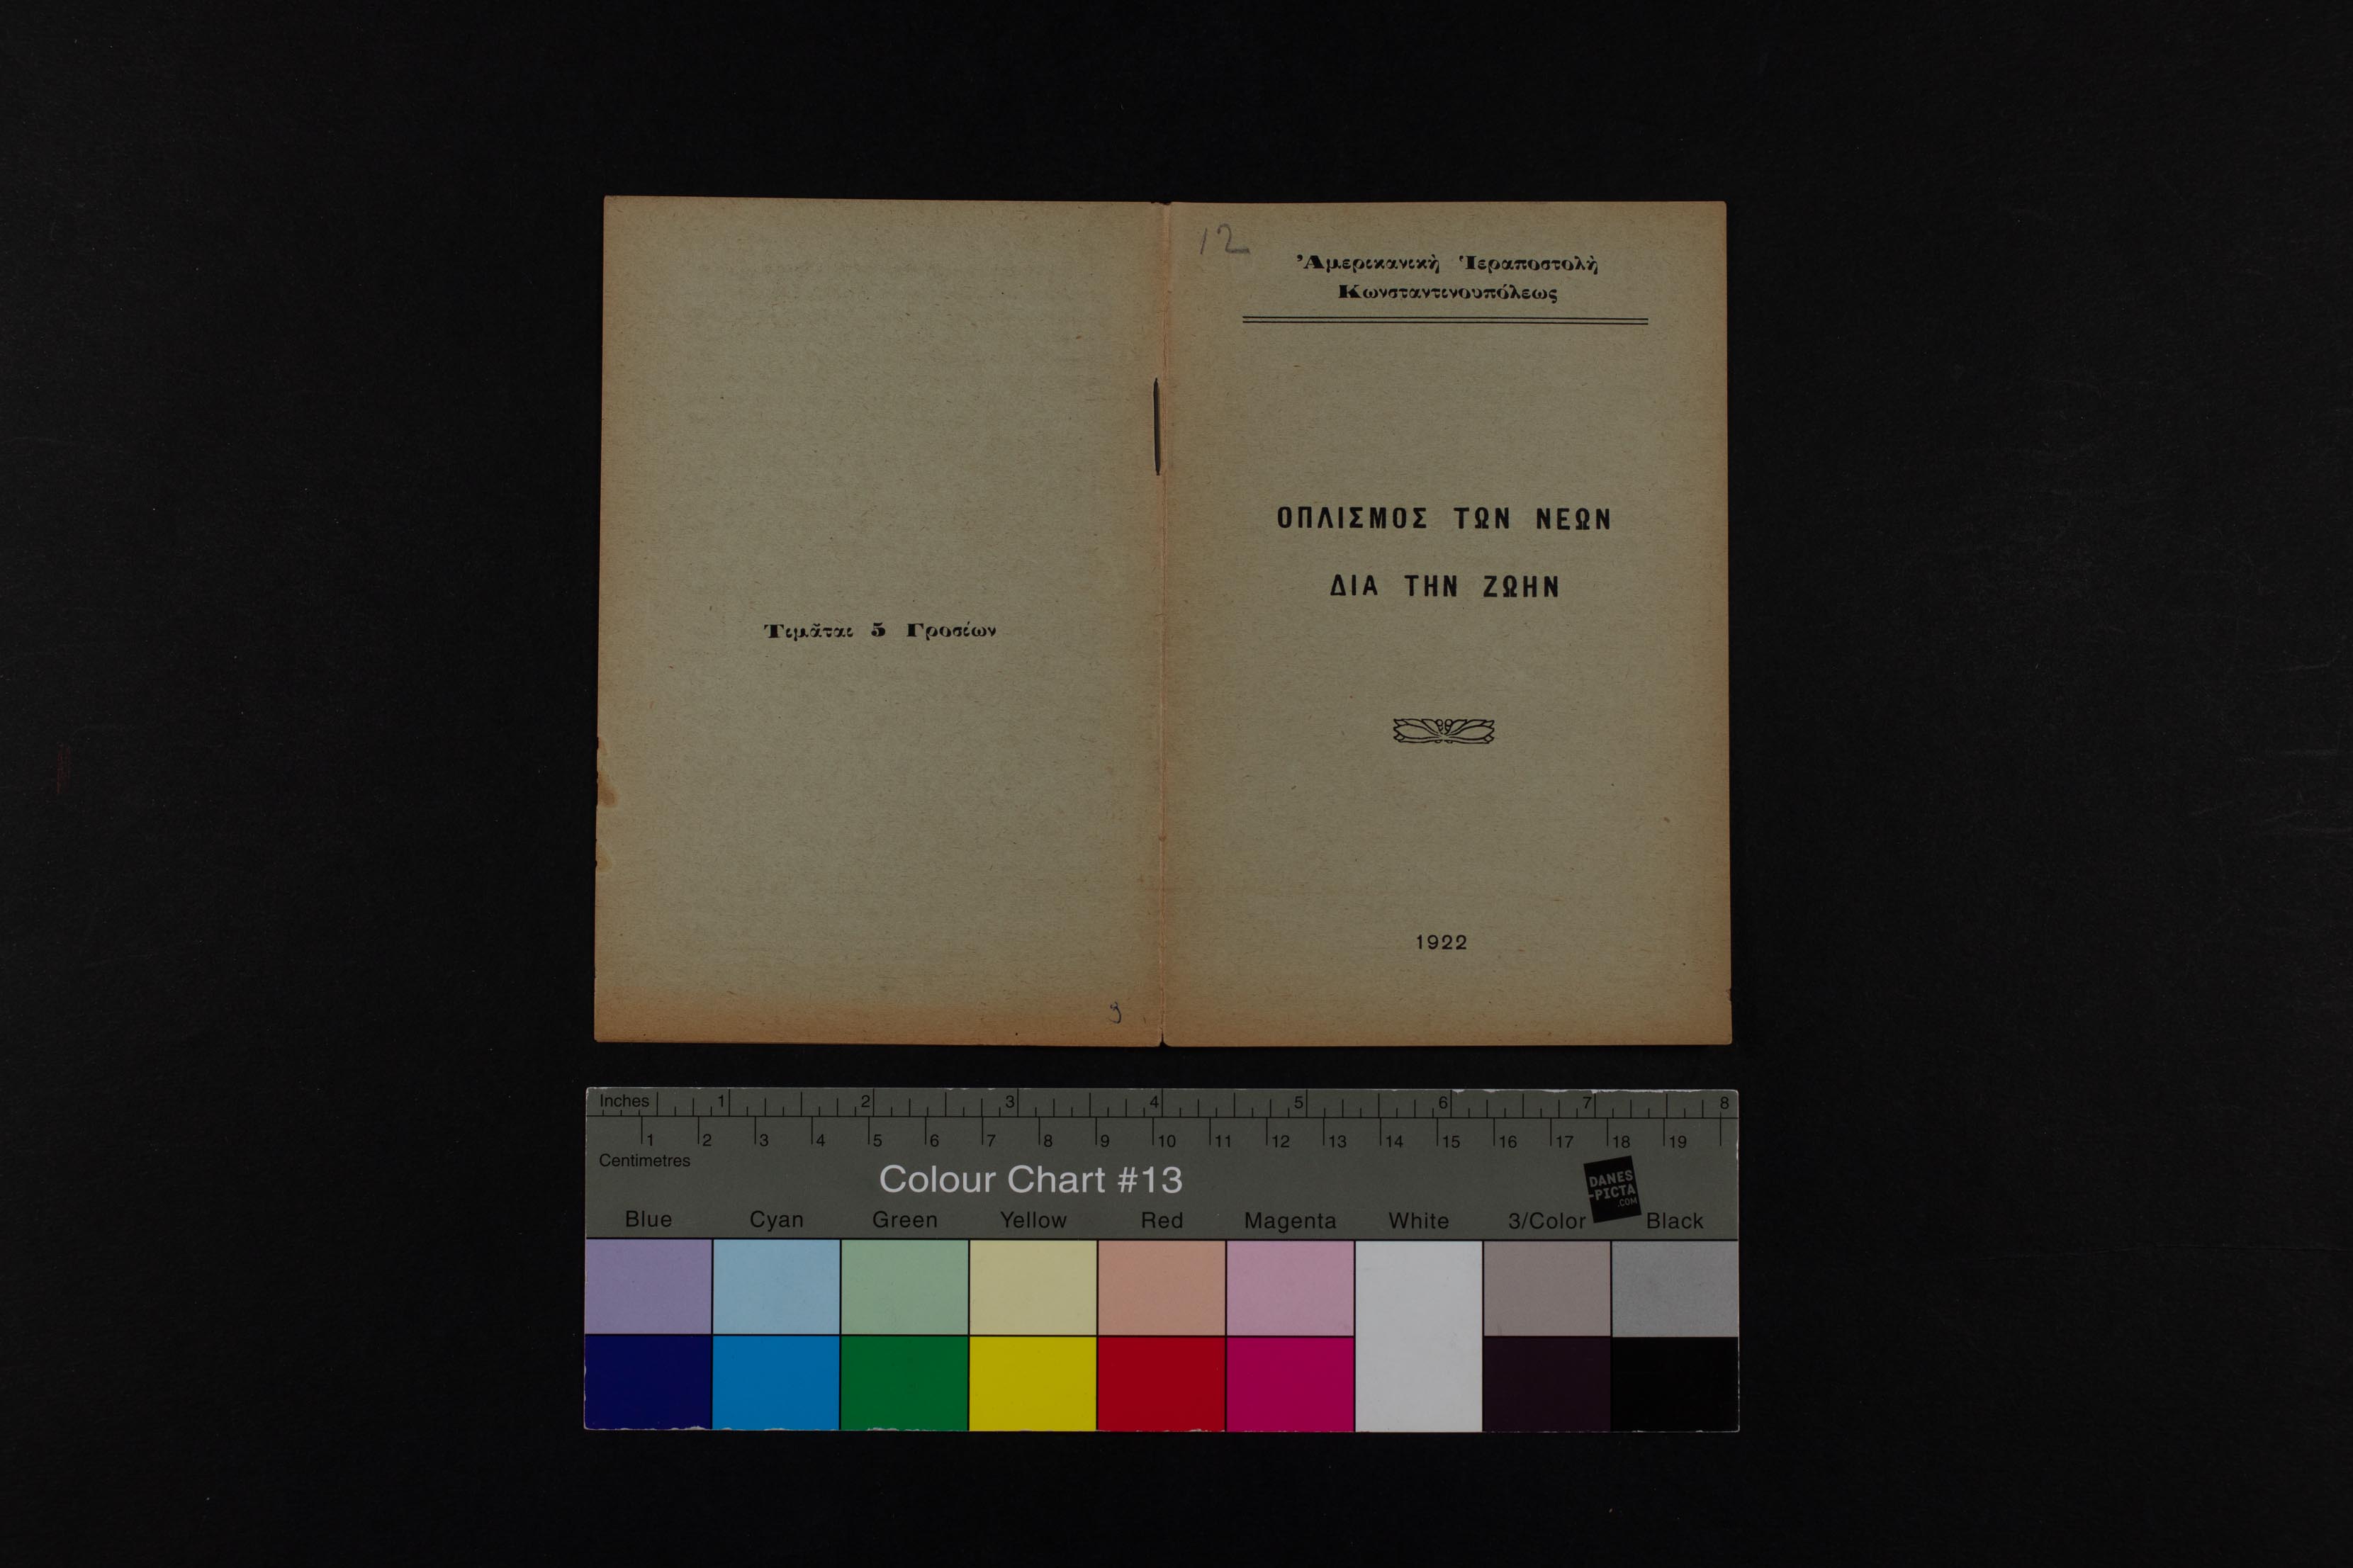 Τιμᾶται 5 Γροσίων
9
12
Ἀμερικανικὴ Ἱεραποστολὴ
Κωνσταντινουπόλεως
ΟΠΛΙΣΜΟΣ ΤΩΝ ΝΕΩΝ
ΔΙΑ ΤΗΝ ΖΩΗΝ
1922
Inches 1 2 3 4 5 6 7 8
1 2 3 4 5 6 7 8 9 10 11 12 13 14 15 16 17 18 19
Centimetres
Colour Chart #13
DANES
-PICTA
.COM
Blue Cyan Green Yellow Red Magenta White 3/Color Black